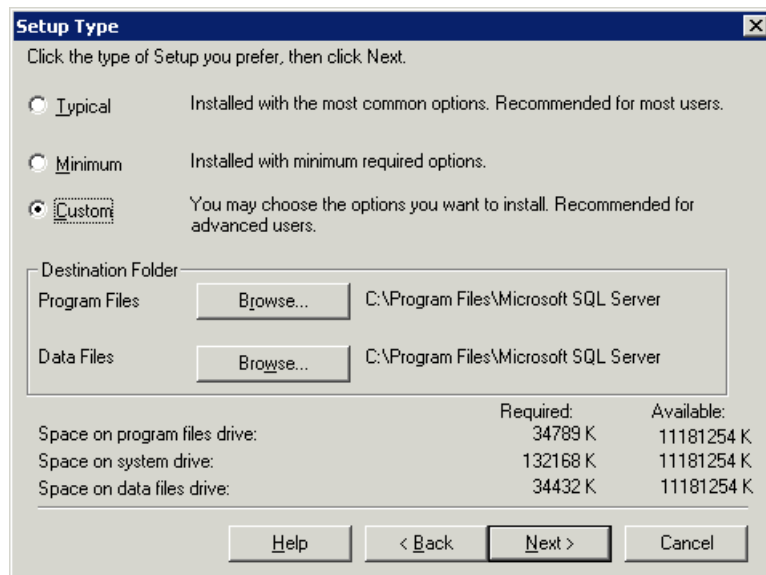 Setup Type
Click the type of Setup you prefer, then click Next.
Typical Installed with the most common options. Recommended for most users.
Minimum Installed with minimum required options.
Custom You may choose the options you want to install. Recommended for
advanced users.
Destination Folder
Program Files Browse... C:\Program Files\Microsoft SQL Server
Data Files Browse... C:\Program Files\Microsoft SQL Server
Required: Available:
Space on program files drive: 34789 K 11181254 K
Space on system drive: 132168 K 11181254 K
Space on data files drive: 34432 K 11181254 K
Help < Back Next > Cancel